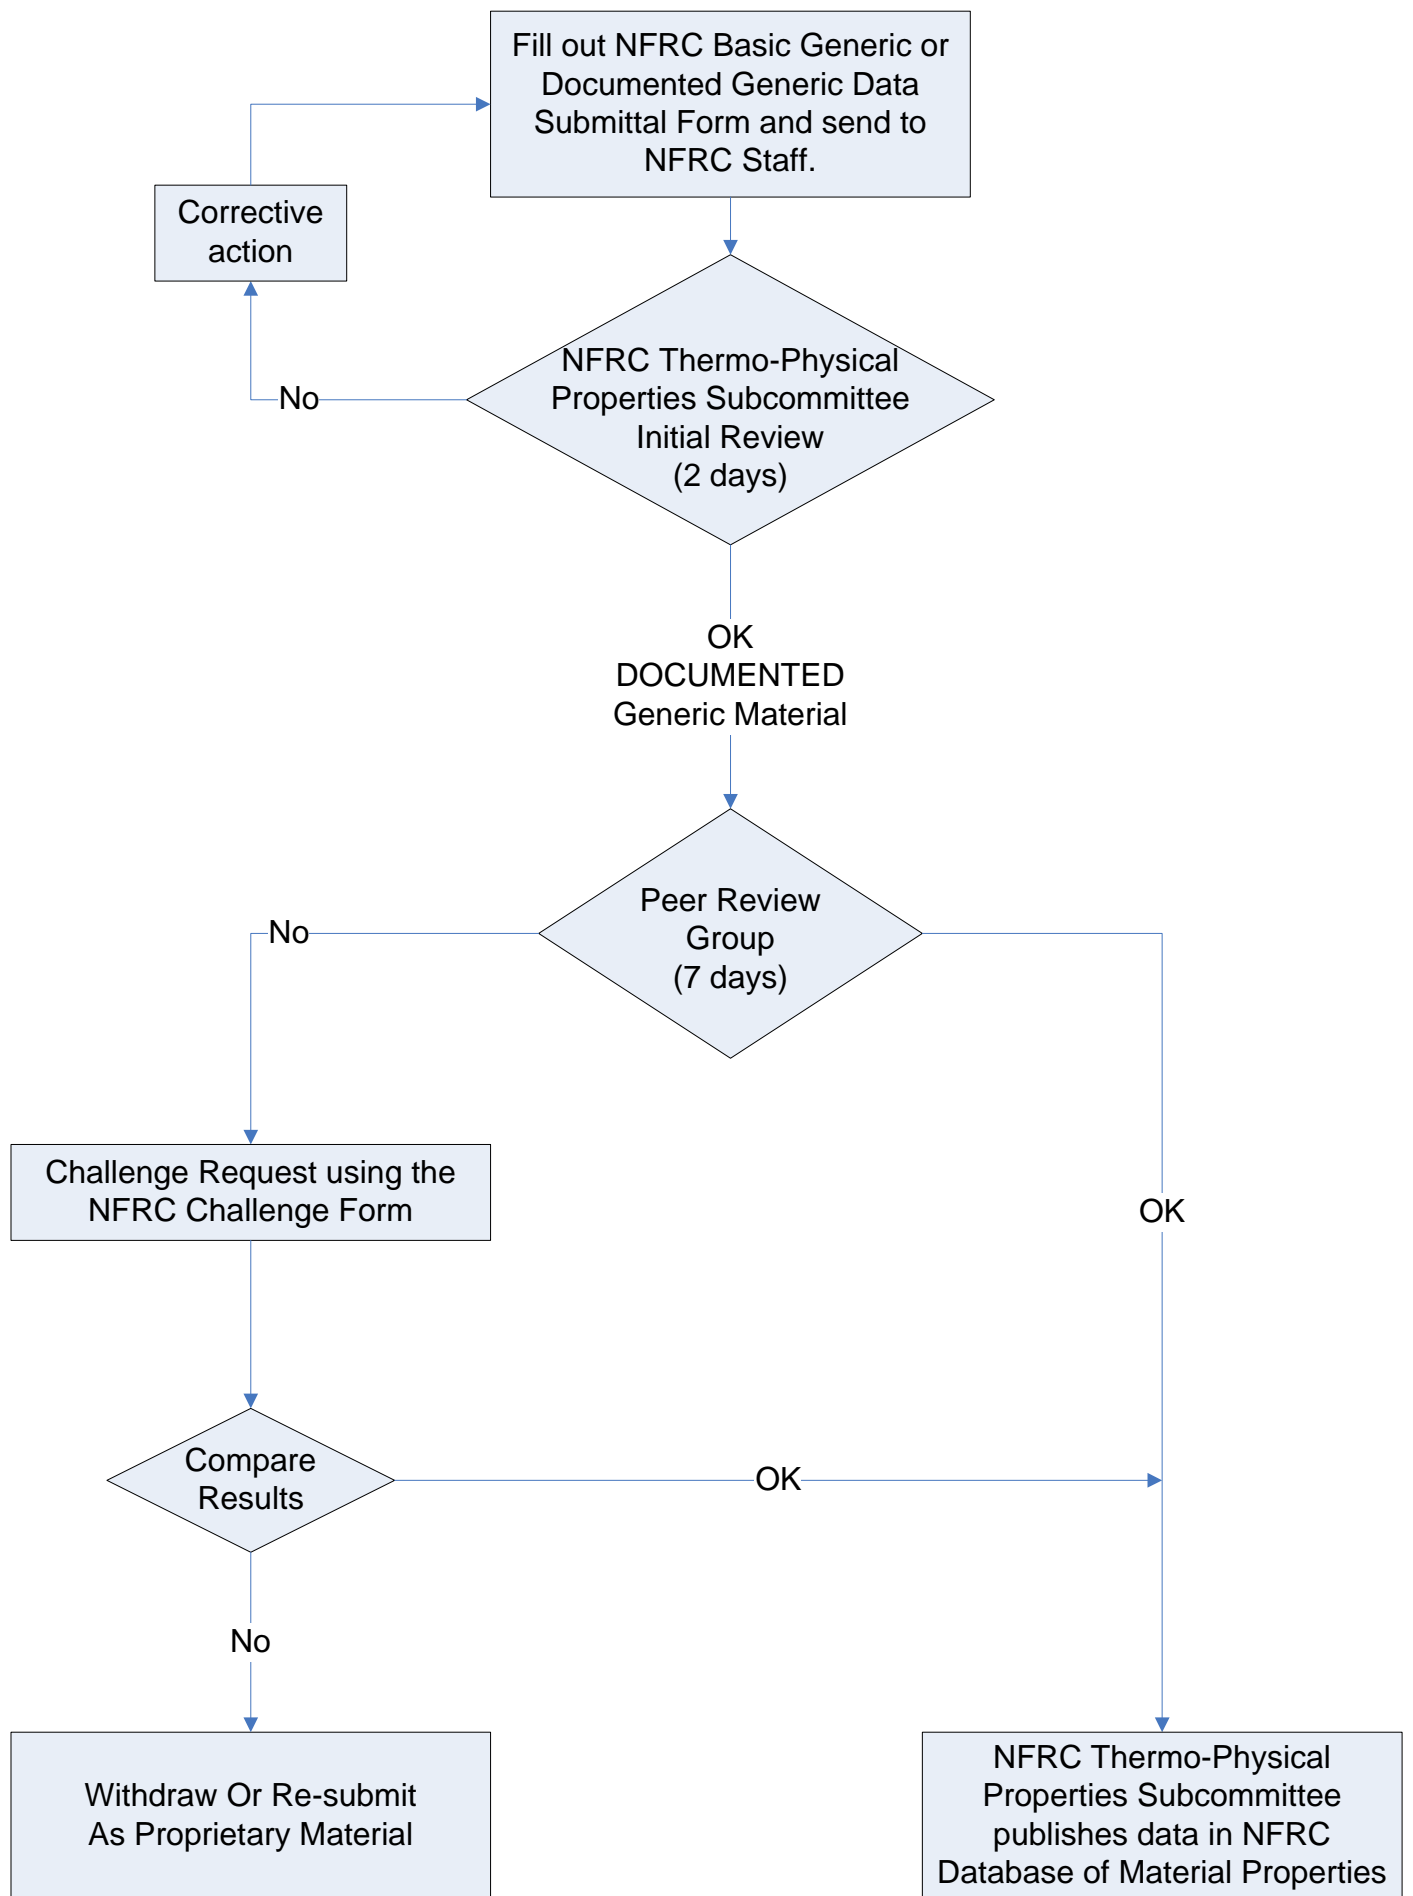 Fill out NFRC Basic Generic or
Documented Generic Data
Submittal Form and send to
NFRC Staff.
Corrective
action
NFRC Thermo-Physical
Properties Subcommittee
Initial Review
(2 days)
No
OK
DOCUMENTED
Generic Material
Peer Review
Group
(7 days)
No
Challenge Request using the
NFRC Challenge Form
OK
Compare
Results
OK
No
Withdraw Or Re-submit
As Proprietary Material
NFRC Thermo-Physical
Properties Subcommittee
publishes data in NFRC
Database of Material Properties